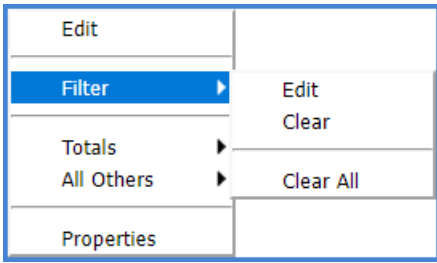 Edit
Filter
Edit
Clear
Totals
All Others
Clear All
Properties